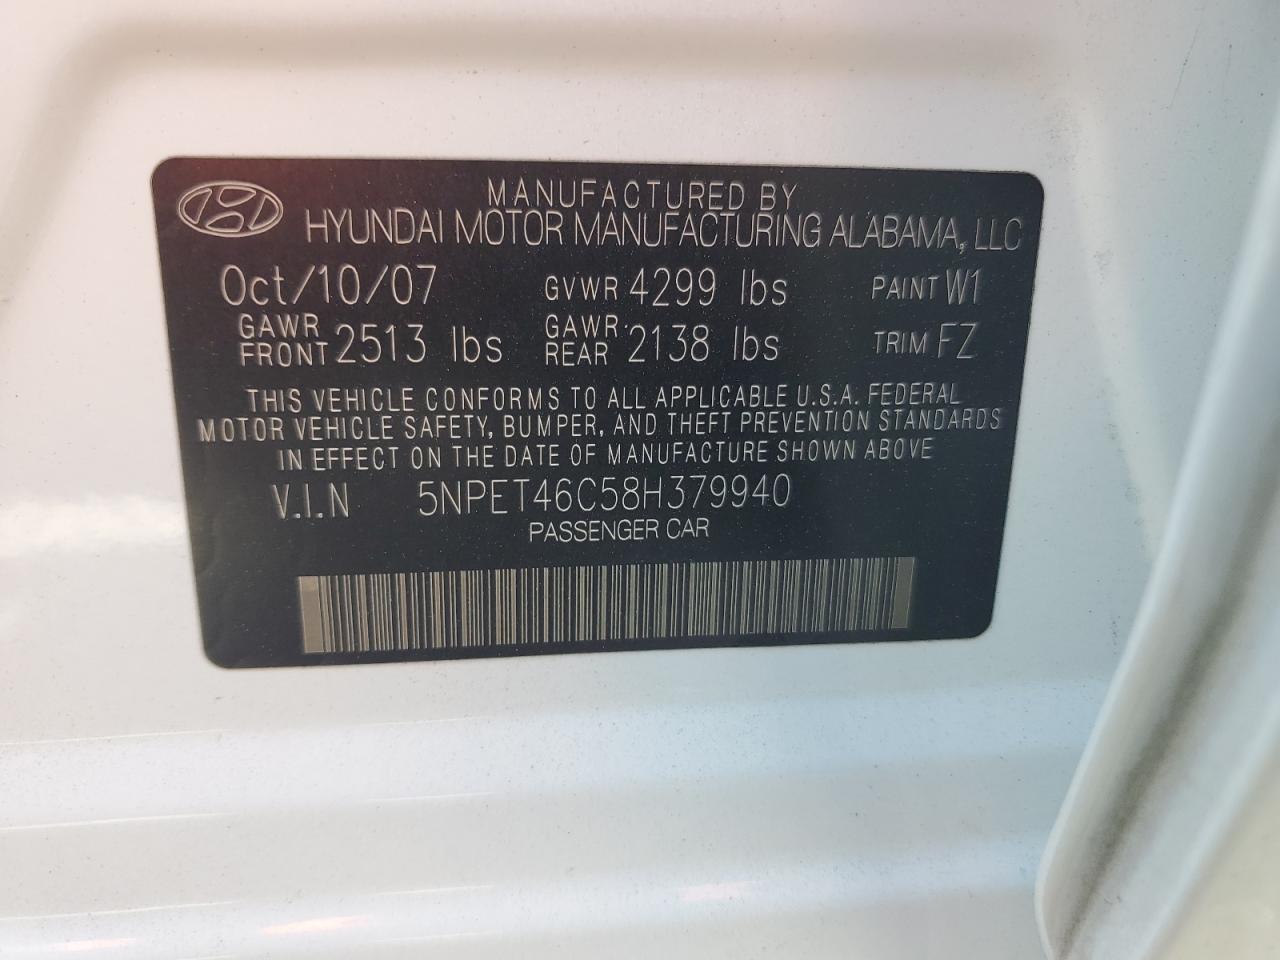 MANUFACTURED BY
HYUNDAI MOTOR MANUFACTURING ALABAMA, LLC
Oct/10/07 GVWR 4299 lbs PAINT W1
GAWR FRONT 2513 lbs GAWR REAR 2138 lbs TRIM FZ
THIS VEHICLE CONFORMS TO ALL APPLICABLE U.S.A. FEDERAL
MOTOR VEHICLE SAFETY, BUMPER, AND THEFT PREVENTION STANDARDS
IN EFFECT ON THE DATE OF MANUFACTURE SHOWN ABOVE
V.I.N 5NPET46C58H379940
PASSENGER CAR